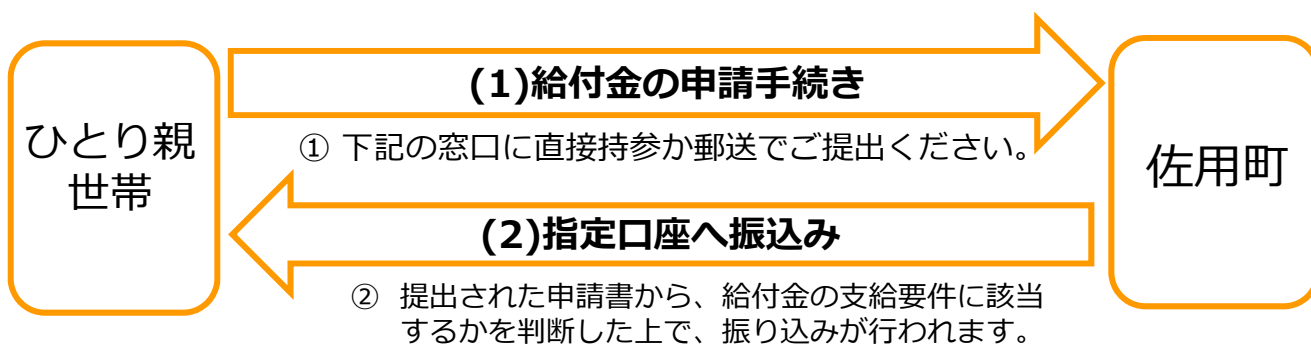 ひとり親
世帯
(1)給付金の申請手続き
① 下記の窓口に直接持参か郵送でご提出ください。
(2)指定口座へ振込み
② 提出された申請書から、給付金の支給要件に該当
するかを判断した上で、振り込みが行われます。
佐用町